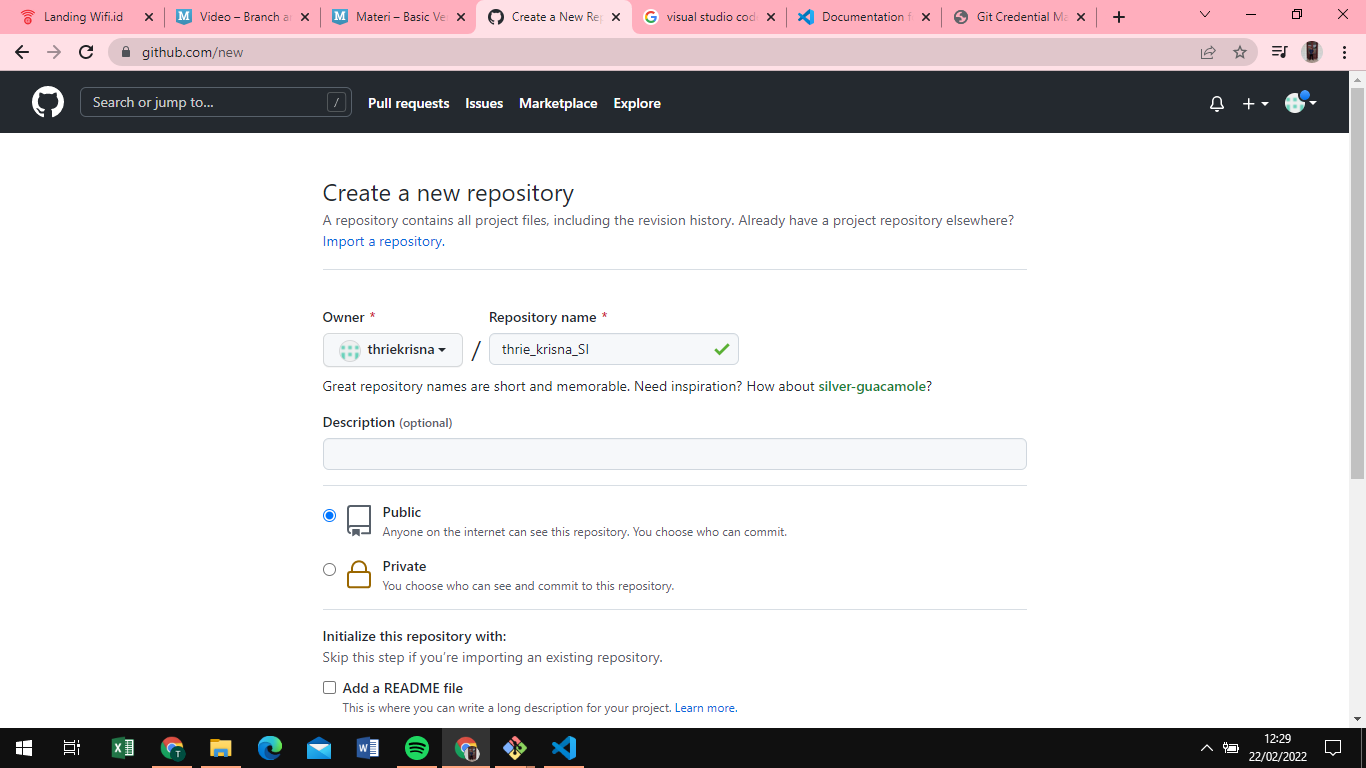 Landing Wifi.id
Video – Branch a
Materi – Basic Ve
Create a New Rep
visual studio cod
Documentation f
Git Credential Ma
github.com/new
Search or jump to...
/
Pull requests
Issues
Marketplace
Explore
Create a new repository
A repository contains all project files, including the revision history. Already have a project repository elsewhere?
Import a repository.
Owner *
Repository name *
thriekrisna
/
thrie_krisna_SI
Great repository names are short and memorable. Need inspiration? How about silver-guacamole?
Description (optional)
Public
Anyone on the internet can see this repository. You choose who can commit.
Private
You choose who can see and commit to this repository.
Initialize this repository with:
Skip this step if you're importing an existing repository.
Add a README file
This is where you can write a long description for your project. Learn more.
T
12:29
22/02/2022